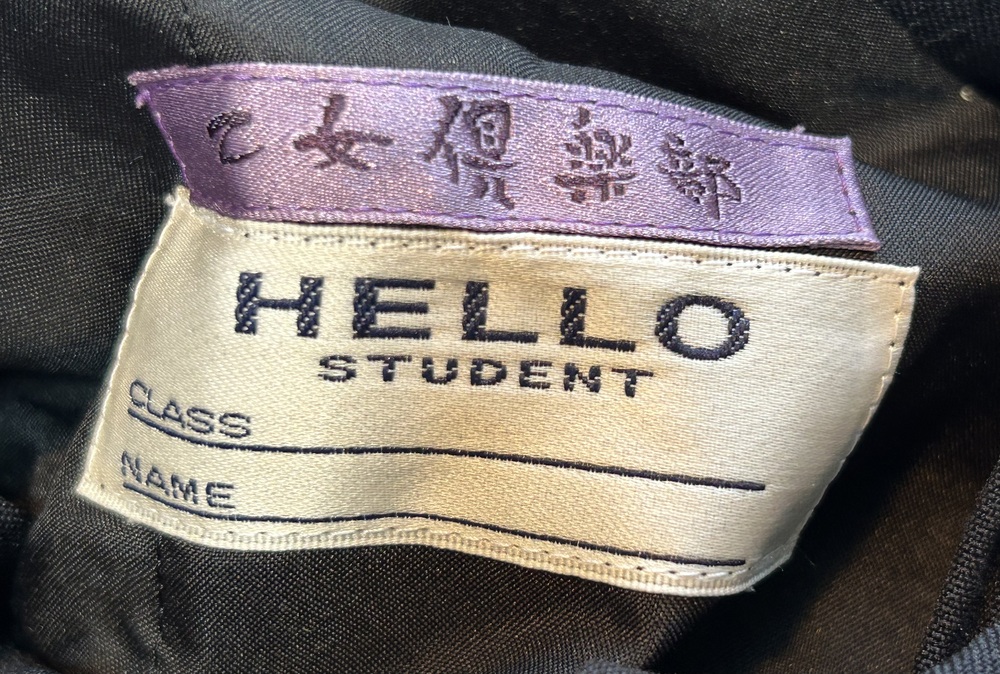 乙女倶楽部
HELLO
STUDENT
CLASS
NAME